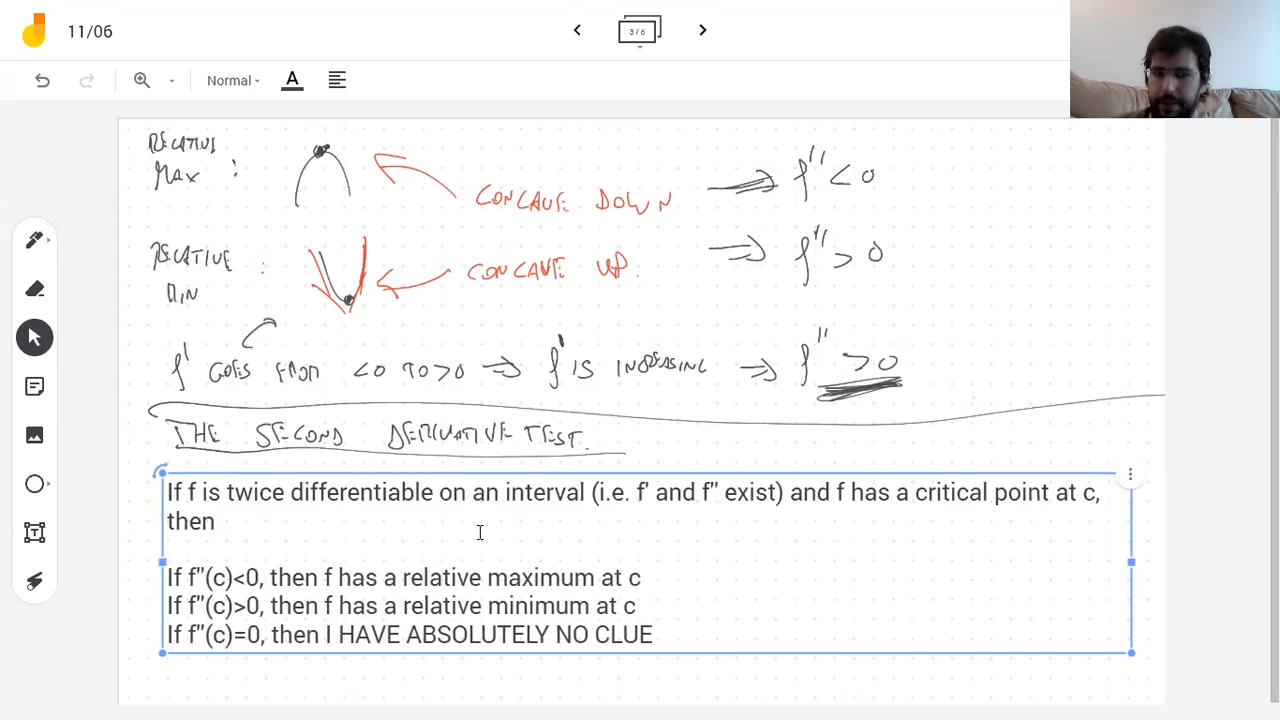 11/06
3 / 6
Normal
RELATIVE
MAX :
CONCAVE DOWN
⇒ f'' < 0
RELATIVE :
MIN
CONCAVE UP.
⇒ f'' > 0
f' GOES FROM <0 TO >0 ⇒ f' IS INCREASING ⇒ f'' >0
THE SECOND DERIVATIVE TEST.
If f is twice differentiable on an interval (i.e. f' and f'' exist) and f has a critical point at c,
then
If f''(c)<0, then f has a relative maximum at c
If f''(c)>0, then f has a relative minimum at c
If f''(c)=0, then I HAVE ABSOLUTELY NO CLUE